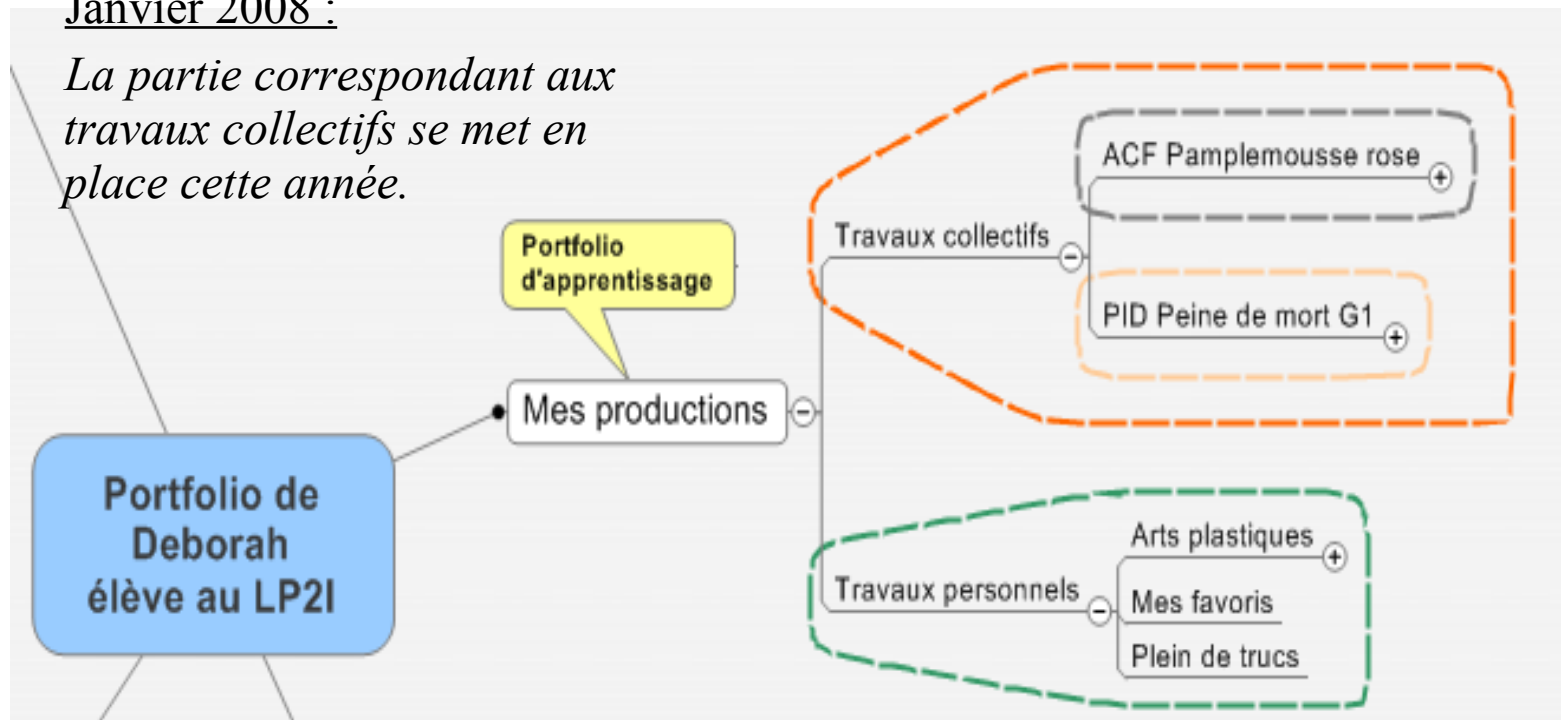 Janvier 2008 :
La partie correspondant aux
travaux collectifs se met en
place cette année.
Portfolio
d'apprentissage
Mes productions
Portfolio de
Deborah
élève au LP2I
Travaux collectifs
ACF Pamplemousse rose
PID Peine de mort G1
Travaux personnels
Arts plastiques
Mes favoris
Plein de trucs